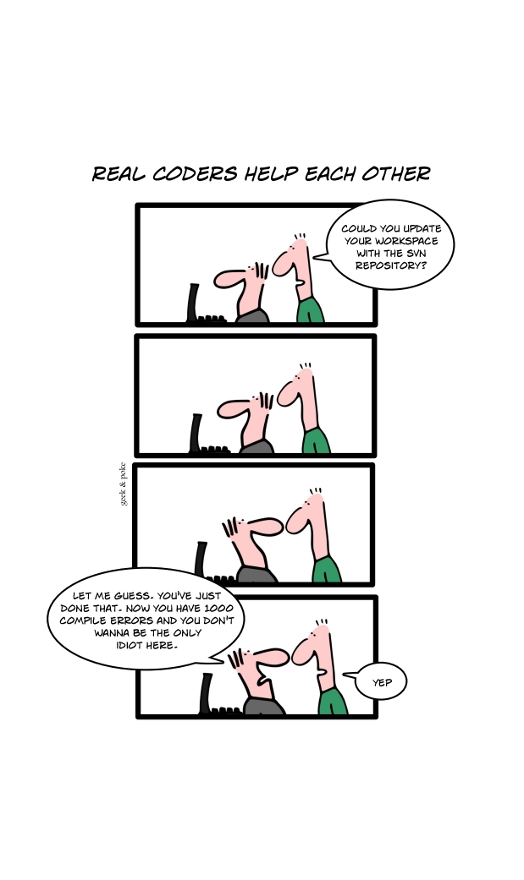 REAL CODERS HELP EACH OTHER
COULD YOU UPDATE
YOUR WORKSPACE
WITH THE SVN
REPOSITORY?
geek & poke
LET ME GUESS. YOU'VE JUST
DONE THAT. NOW YOU HAVE 1000
COMPILE ERRORS AND YOU DON'T
WANNA BE THE ONLY
IDIOT HERE.
YEP